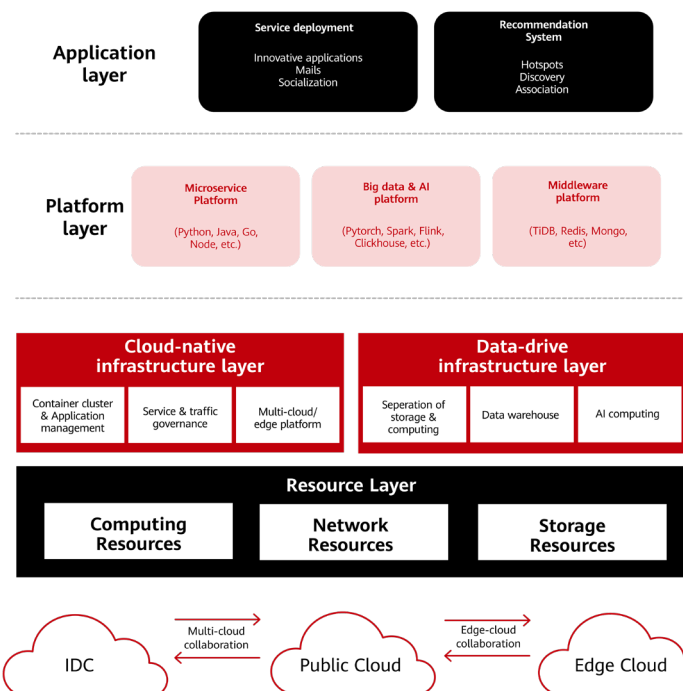 Application
layer
Service deployment
Innovative applications
Mails
Socialization
Recommendation
System
Hotspots
Discovery
Association
Platform
layer
Microservice
Platform
(Python, Java, Go,
Node, etc.)
Big data & AI
platform
(Pytorch, Spark, Flink,
Clickhouse, etc.)
Middleware
platform
(TiDB, Redis, Mongo,
etc)
Cloud-native
infrastructure layer
Container cluster
& Application
management
Service & traffic
governance
Multi-cloud/
edge platform
Data-drive
infrastructure layer
Seperation of
storage &
computing
Data warehouse
AI computing
Resource Layer
Computing
Resources
Network
Resources
Storage
Resources
IDC
Multi-cloud
collaboration
Public Cloud
Edge-cloud
collaboration
Edge Cloud